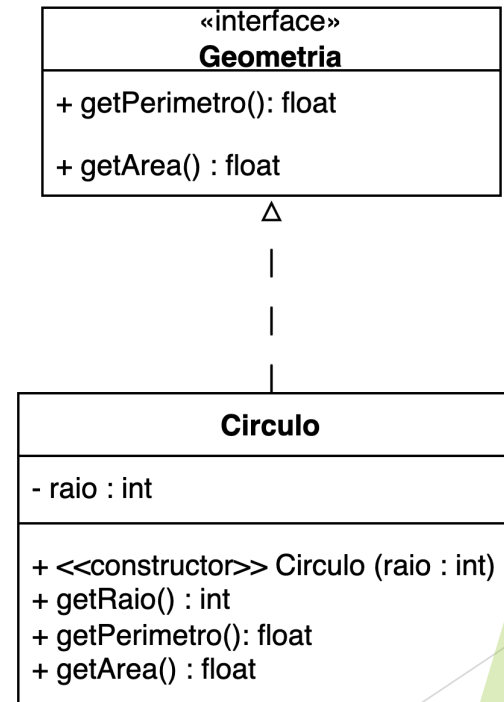 «interface»
Geometria
+ getPerimetro(): float
+ getArea() : float
Circulo
- raio : int
+ <<constructor>> Circulo (raio : int)
+ getRaio() : int
+ getPerimetro(): float
+ getArea() : float